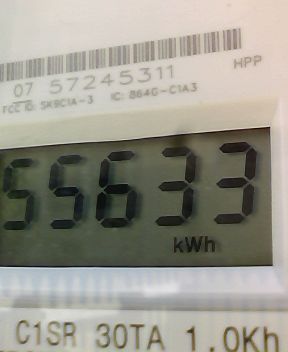 07 57245311
HPP
FCC ID: SK9C1A-3 IC: 864G-C1A3
55633
kWh
C1SR 30TA 1.0Kh